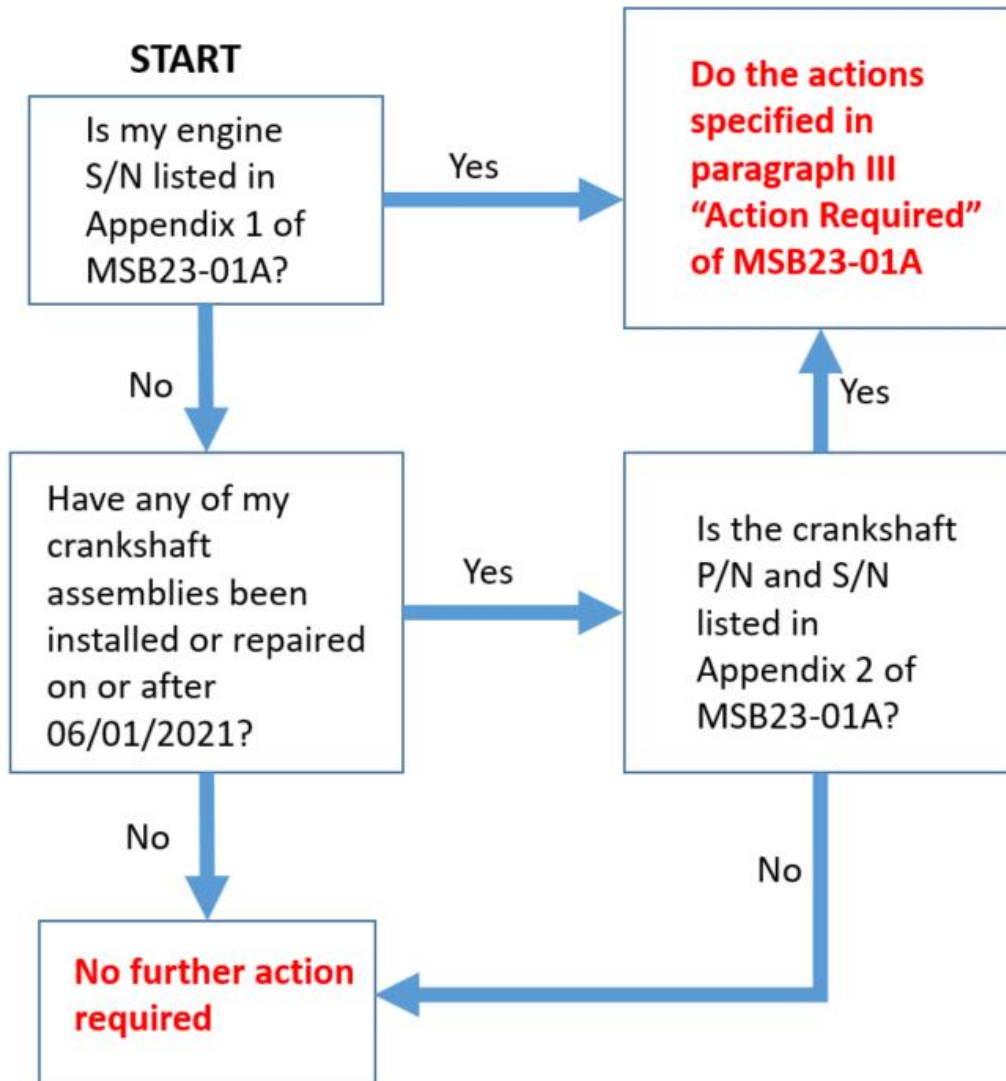 START
Is my engine
S/N listed in
Appendix 1 of
MSB23-01A?
Yes
Do the actions
specified in
paragraph III
“Action Required”
of MSB23-01A
No
Yes
Have any of my
crankshaft
assemblies been
installed or repaired
on or after
06/01/2021?
Yes
Is the crankshaft
P/N and S/N
listed in
Appendix 2 of
MSB23-01A?
No
No
No further action
required